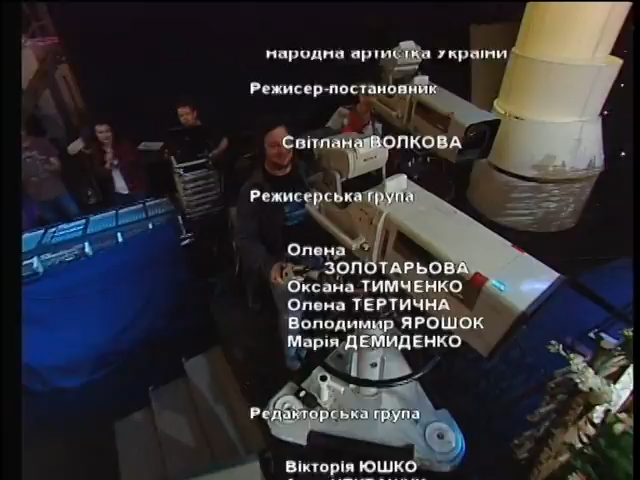 народна артистка України
Режисер-постановник
Світлана ВОЛКОВА
Режисерська група
Олена
ЗОЛОТАРЬОВА
Оксана ТИМЧЕНКО
Олена ТЕРТИЧНА
Володимир ЯРОШОК
Марія ДЕМИДЕНКО
Редакторська група
Вікторія ЮШКО